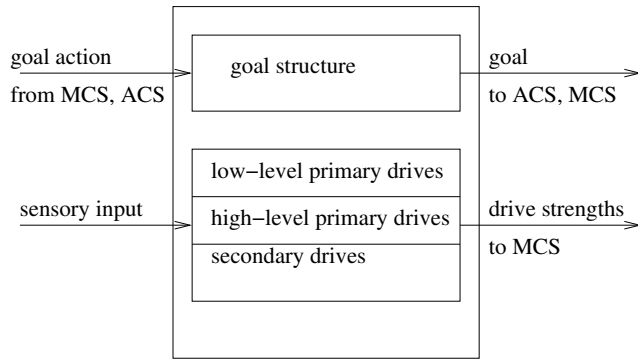 goal action
from MCS, ACS
goal structure
goal
to ACS, MCS
sensory input
low−level primary drives
high−level primary drives
secondary drives
drive strengths
to MCS